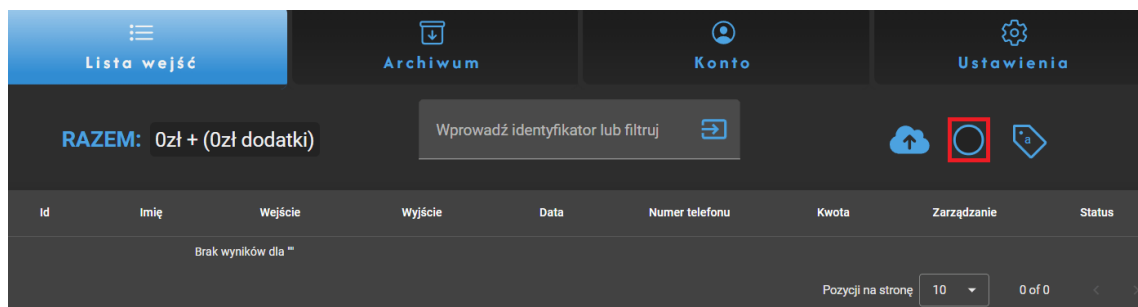 Lista wejść Archiwum Konto Ustawienia
RAZEM: 0zł + (0zł dodatki) Wprowadź identyfikator lub filtruj a
Id Imię Wejście Wyjście Data Numer telefonu Kwota Zarządzanie Status
Brak wyników dla ""
Pozycji na stronę 10 0 of 0